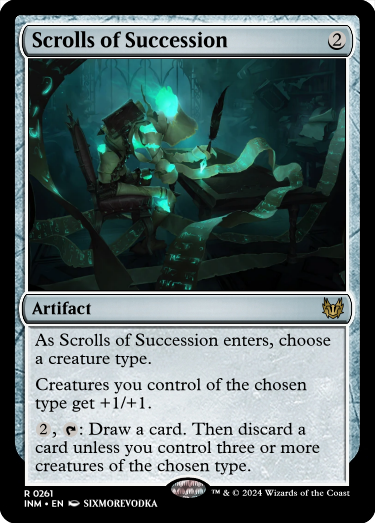 Scrolls of Succession 2
Artifact
As Scrolls of Succession enters, choose
a creature type.
Creatures you control of the chosen
type get +1/+1.
2, : Draw a card. Then discard a
card unless you control three or more
creatures of the chosen type.
R 0261
INM • EN SIXMOREVODKA
™ & © 2024 Wizards of the Coast